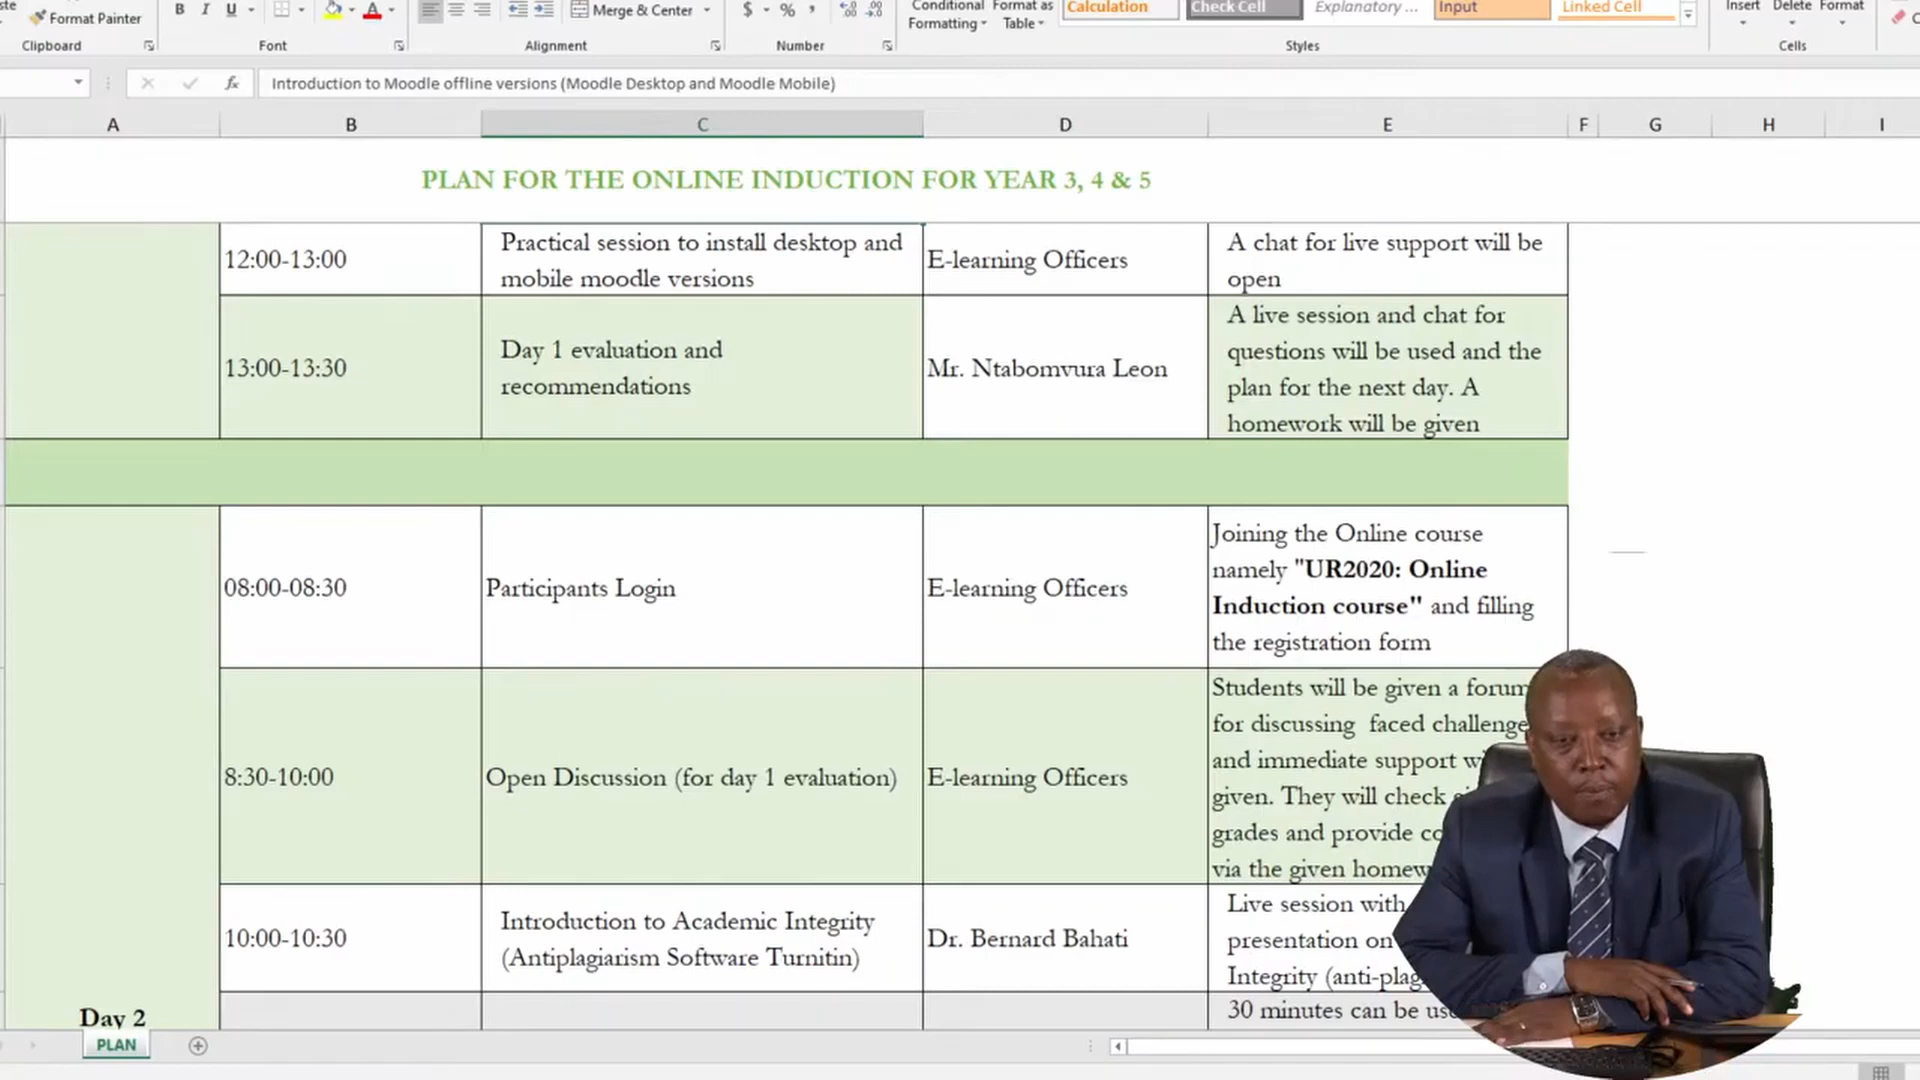 Format Painter
B I U
Merge & Center
$ % ,
Conditional
Formatting
Format as
Table
Calculation
Check Cell
Explanatory ...
Input
Linked Cell
Insert Delete Format
Clipboard
Font
Alignment
Number
Styles
Cells
fx
Introduction to Moodle offline versions (Moodle Desktop and Moodle Mobile)
A B C D E F G H I
PLAN FOR THE ONLINE INDUCTION FOR YEAR 3, 4 & 5
12:00-13:00
Practical session to install desktop and
mobile moodle versions
E-learning Officers
A chat for live support will be
open
13:00-13:30
Day 1 evaluation and
recommendations
Mr. Ntabomvura Leon
A live session and chat for
questions will be used and the
plan for the next day. A
homework will be given
08:00-08:30
Participants Login
E-learning Officers
Joining the Online course
namely "UR2020: Online
Induction course" and filling
the registration form
8:30-10:00
Open Discussion (for day 1 evaluation)
E-learning Officers
Students will be given a forum
for discussing faced challenge
and immediate support
given. They will check
grades and provide
via the given
10:00-10:30
Introduction to Academic Integrity
(Antiplagiarism Software Turnitin)
Dr. Bernard Bahati
Live session with
presentation on
Integrity
30 minutes can be
Day 2
PLAN